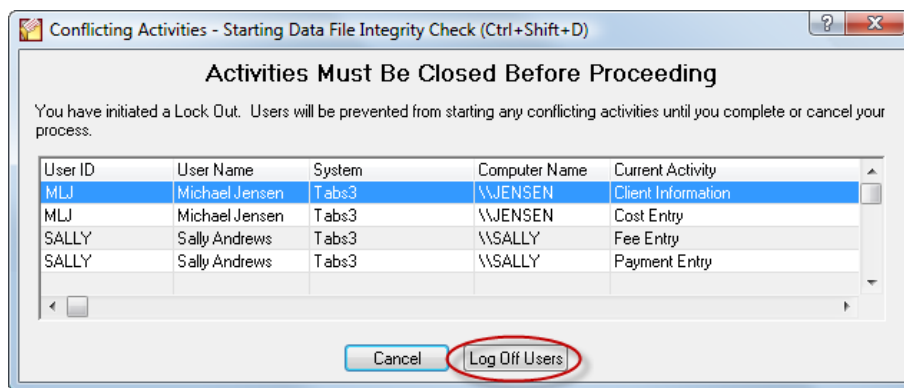 Conflicting Activities - Starting Data File Integrity Check (Ctrl+Shift+D)
Activities Must Be Closed Before Proceeding
You have initiated a Lock Out. Users will be prevented from starting any conflicting activities until you complete or cancel your
process.
User ID User Name System Computer Name Current Activity
MLJ Michael Jensen Tabs3 \\JENSEN Client Information
MLJ Michael Jensen Tabs3 \\JENSEN Cost Entry
SALLY Sally Andrews Tabs3 \\SALLY Fee Entry
SALLY Sally Andrews Tabs3 \\SALLY Payment Entry
Cancel Log Off Users